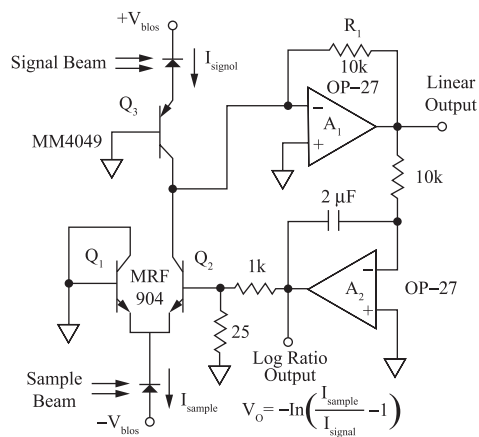 +V_blos
Signal Beam
I_signol
R_1
10k
OP–27
Q_3
MM4049
A_1
Linear
Output
10k
2 µF
Q_1
MRF
904
Q_2
1k
A_2
OP–27
25
Log Ratio
Output
Sample
Beam
I_sample
–V_blos
V_O = –In(I_sample/I_signal –1)